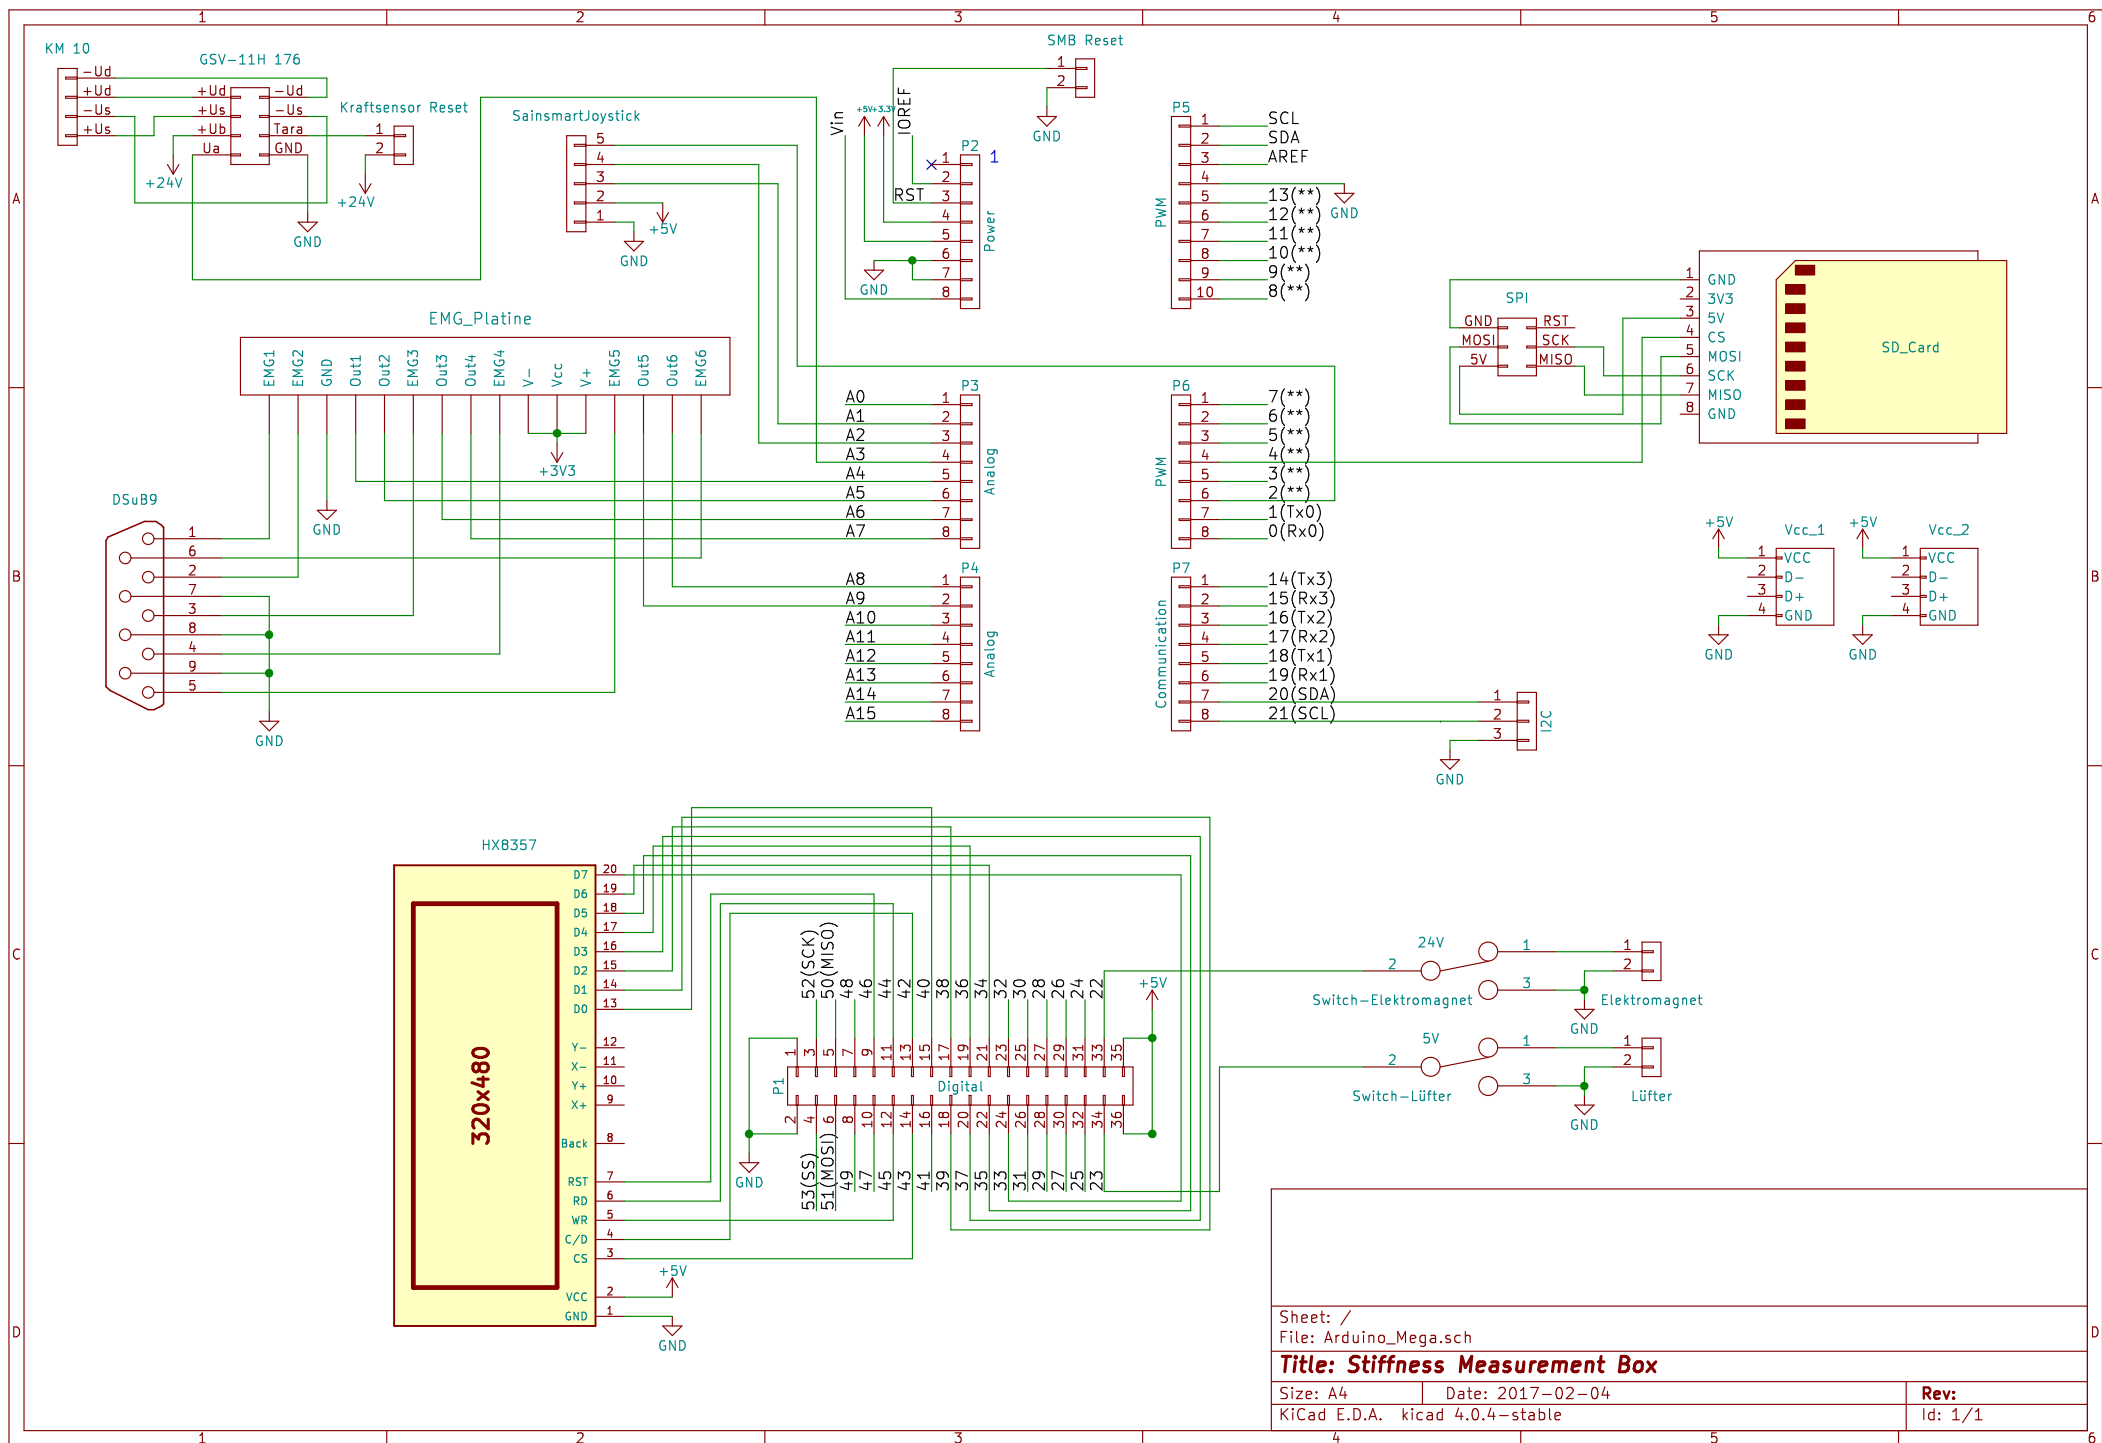 1 2 3 4 5 6
A
B
C
D
KM 10
-Ud
+Ud
-Us
+Us
GSV-11H 176
+Ud
+Us
+Ub
Ua
-Ud
-Us
Tara
GND
+24V
GND
Kraftsensor Reset
1
2
+24V
SainsmartJoystick
5
4
3
2
1
+5V
GND
SMB Reset
1
2
GND
Vin
+5V
+3.3V
IOREF
RST
GND
P2
1
Power
1
2
3
4
5
6
7
8
P5
PWM
1 SCL
2 SDA
3 AREF
4
5 13(**)
6 12(**)
7 11(**)
8 10(**)
9 9(**)
10 8(**)
GND
SPI
GND
MOSI
5V
RST
SCK
MISO
1 GND
2 3V3
3 5V
4 CS
5 MOSI
6 SCK
7 MISO
8 GND
SD_Card
EMG_Platine
EMG1
EMG2
GND
Out1
Out2
EMG3
Out3
Out4
EMG4
V-
Vcc
V+
EMG5
Out5
Out6
EMG6
+3V3
GND
DSuB9
1
6
2
7
3
8
4
9
5
GND
P3
Analog
A0 1
A1 2
A2 3
A3 4
A4 5
A5 6
A6 7
A7 8
P4
Analog
A8 1
A9 2
A10 3
A11 4
A12 5
A13 6
A14 7
A15 8
P6
PWM
1 7(**)
2 6(**)
3 5(**)
4 4(**)
5 3(**)
6 2(**)
7 1(Tx0)
8 0(Rx0)
P7
Communication
1 14(Tx3)
2 15(Rx3)
3 16(Tx2)
4 17(Rx2)
5 18(Tx1)
6 19(Rx1)
7 20(SDA)
8 21(SCL)
1
2
3
I2C
GND
+5V
Vcc_1
1 VCC
2 D-
3 D+
4 GND
GND
+5V
Vcc_2
1 VCC
2 D-
3 D+
4 GND
GND
HX8357
320x480
D7 20
D6 19
D5 18
D4 17
D3 16
D2 15
D1 14
D0 13
Y- 12
X- 11
Y+ 10
X+ 9
Back 8
RST 7
RD 6
WR 5
C/D 4
CS 3
VCC 2
GND 1
+5V
GND
52(SCK)
50(MISO)
48
46
44
42
40
38
36
34
32
30
28
26
24
22
+5V
1 3 5 7 9 11 13 15 17 19 21 23 25 27 29 31 33 35
P1
Digital
2 4 6 8 10 12 14 16 18 20 22 24 26 28 30 32 34 36
GND
53(SS)
51(MOSI)
49
47
45
43
41
39
37
35
33
31
29
27
25
23
24V
2
1
3
Switch-Elektromagnet
1
2
Elektromagnet
GND
5V
2
1
3
Switch-Lüfter
1
2
Lüfter
GND
Sheet: /
File: Arduino_Mega.sch
Title: Stiffness Measurement Box
Size: A4
Date: 2017-02-04
Rev:
KiCad E.D.A. kicad 4.0.4-stable
Id: 1/1
A
B
C
D
1 2 3 4 5 6